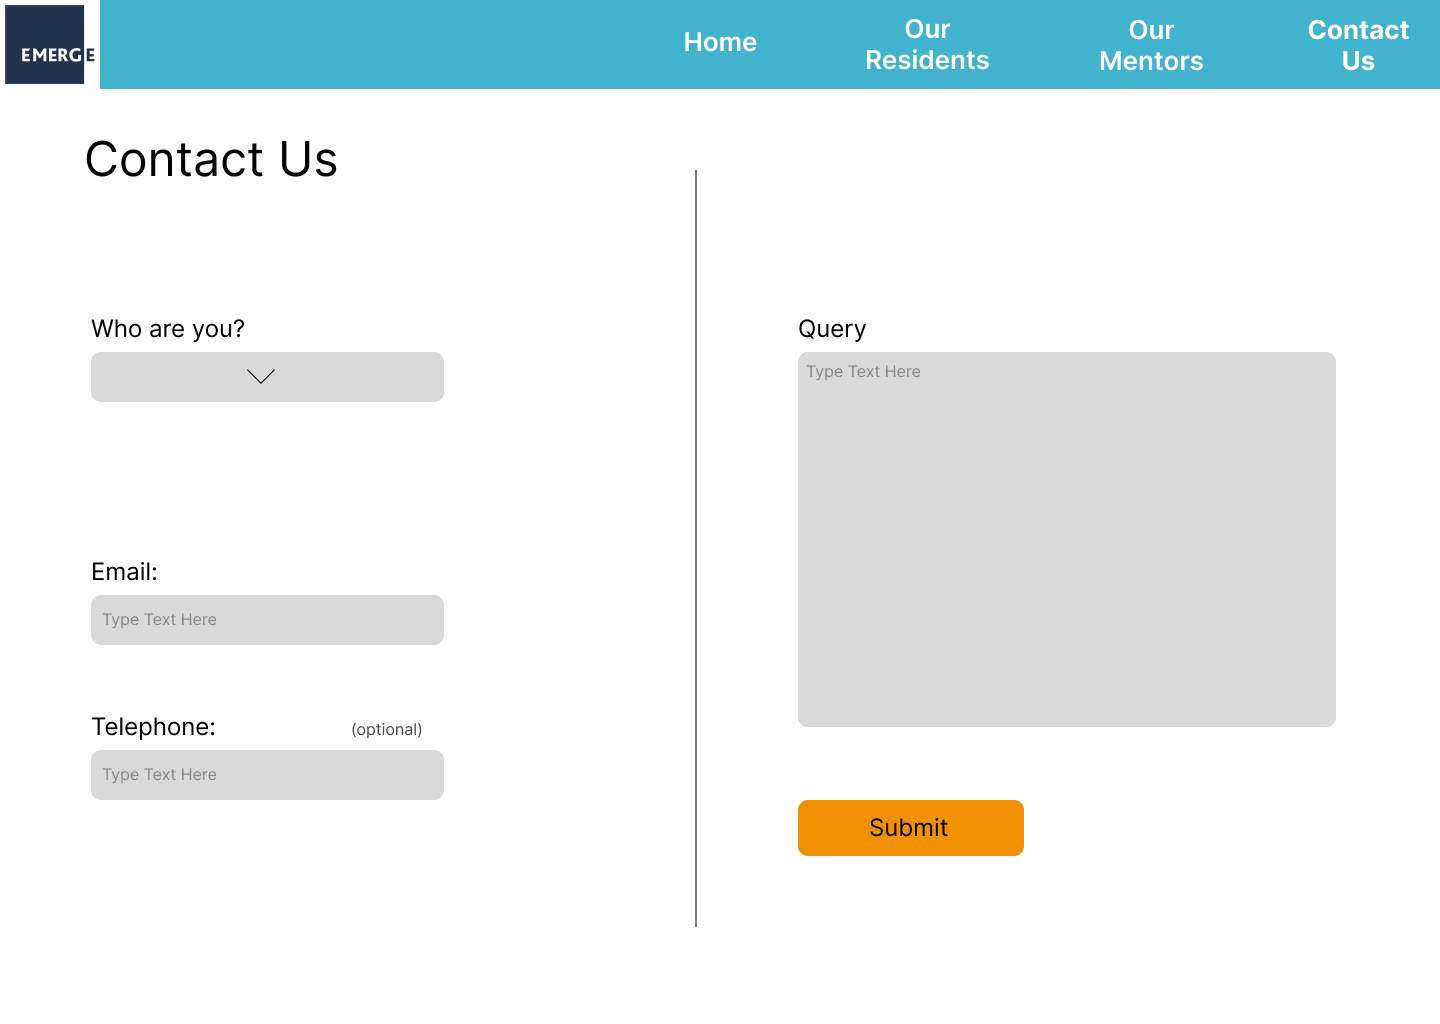 EMERGE
Home
Our
Residents
Our
Mentors
Contact
Us
Contact Us
Who are you?
Email:
Type Text Here
Telephone:
(optional)
Type Text Here
Query
Type Text Here
Submit